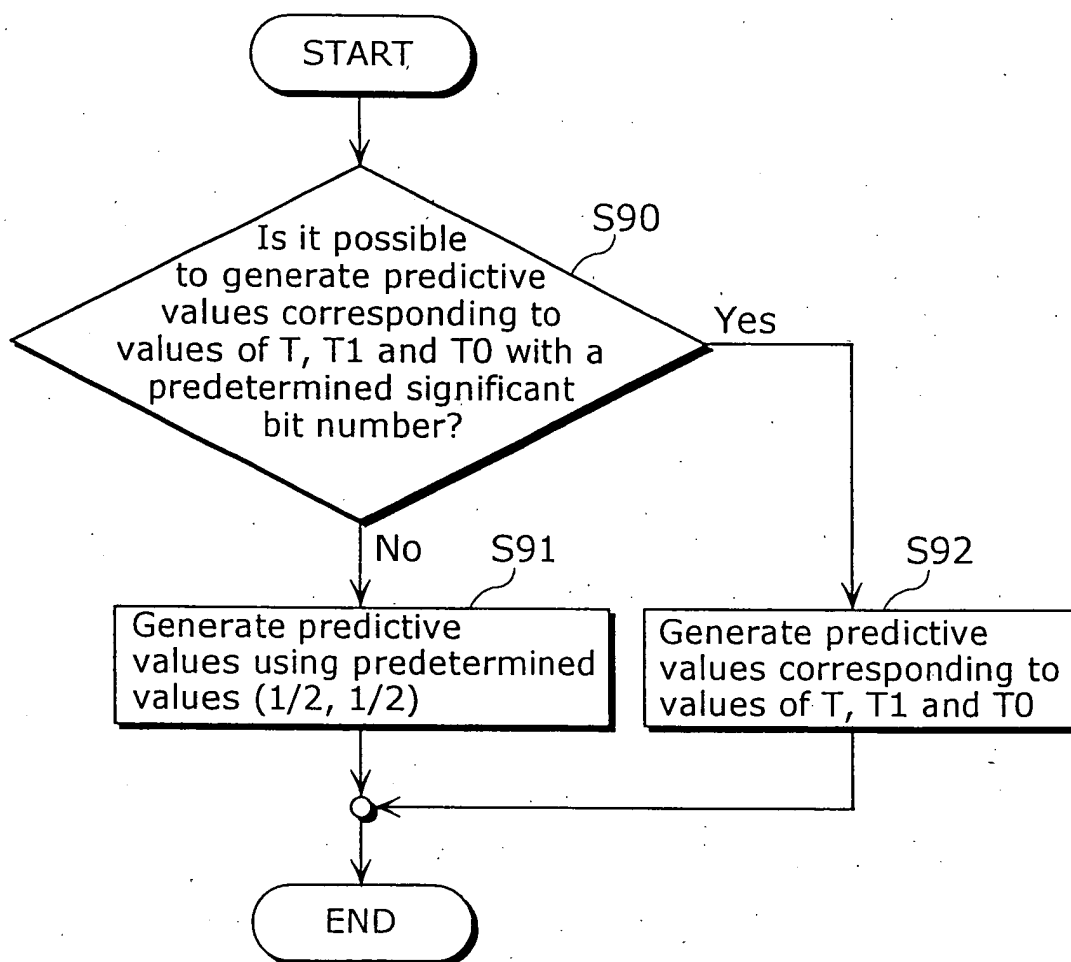 START
S90
Is it possible
to generate predictive
values corresponding to
values of T, T1 and T0 with a
predetermined significant
bit number?
Yes
No
S91
S92
Generate predictive
values using predetermined
values (1/2, 1/2)
Generate predictive
values corresponding to
values of T, T1 and T0
END